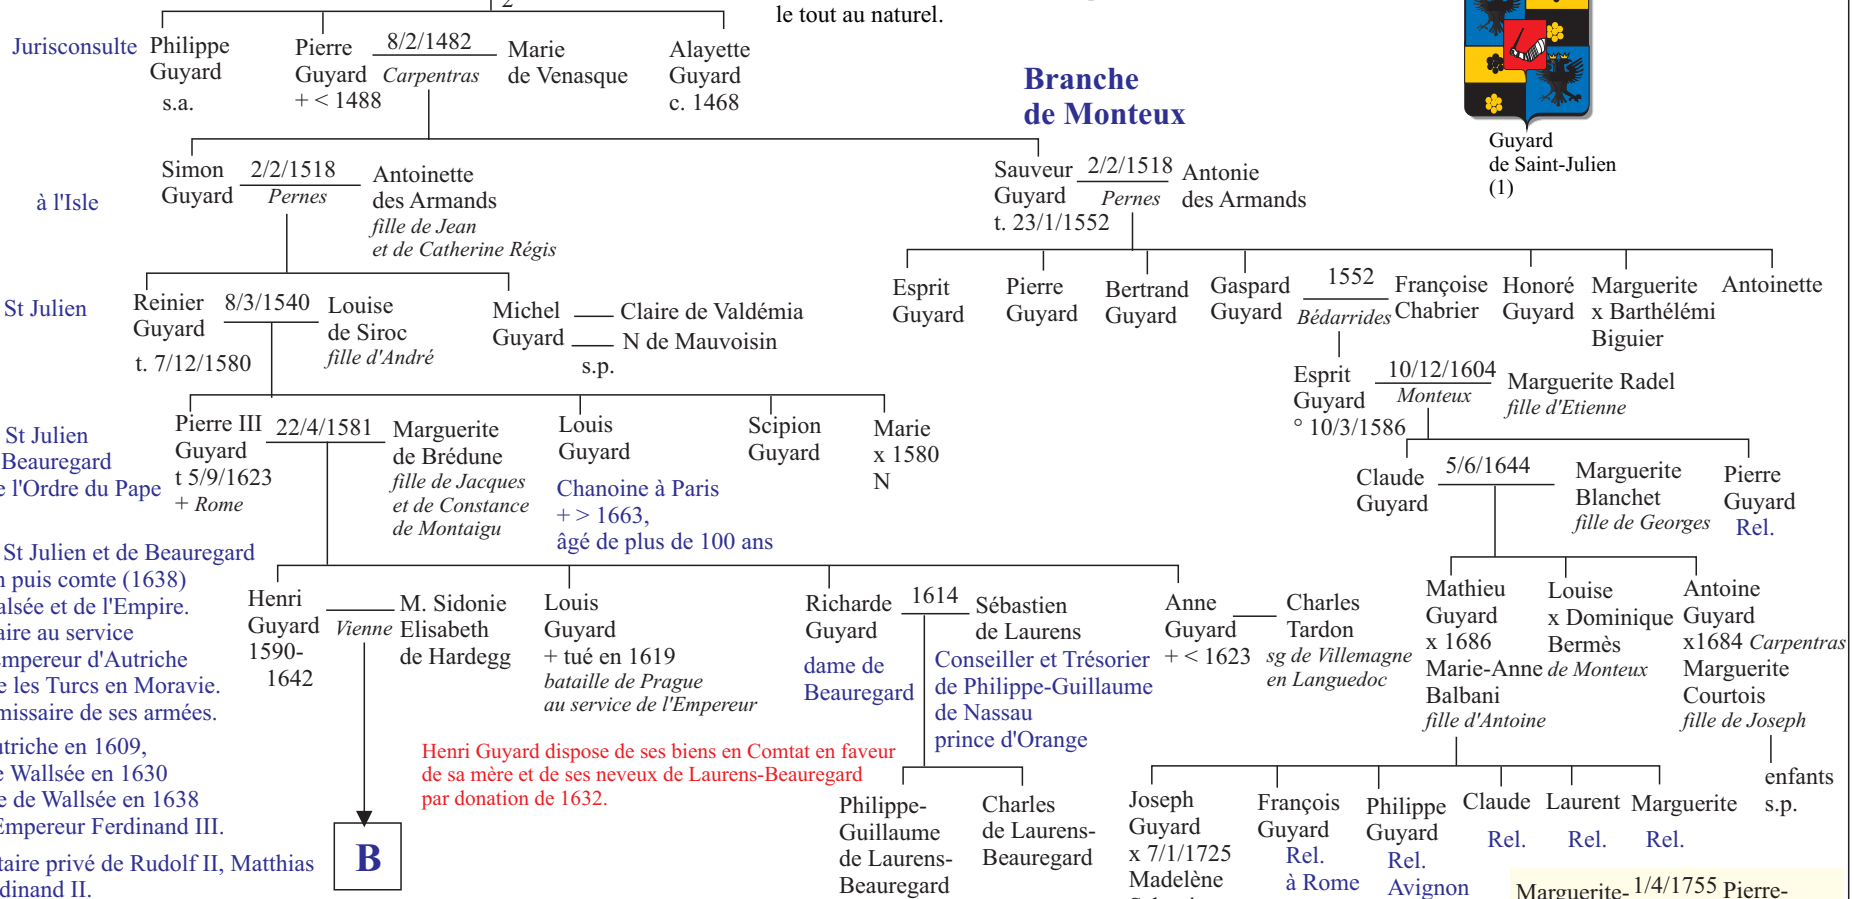 2
le tout au naturel.
Jurisconsulte
Philippe
Guyard
s.a.
Pierre
Guyard
+ < 1488
8/2/1482
Carpentras
Marie
de Venasque
Alayette
Guyard
c. 1468
Branche
de Monteux
Guyard
de Saint-Julien
(1)
à l'Isle
Simon
Guyard
2/2/1518
Pernes
Antoinette
des Armands
fille de Jean
et de Catherine Régis
Sauveur
Guyard
t. 23/1/1552
2/2/1518
Pernes
Antonie
des Armands
St Julien
Reinier
Guyard
t. 7/12/1580
8/3/1540
Louise
de Siroc
fille d'André
Michel
Guyard
Claire de Valdémia
N de Mauvoisin
s.p.
Esprit
Guyard
Pierre
Guyard
Bertrand
Guyard
Gaspard
Guyard
1552
Bédarrides
Françoise
Chabrier
Honoré
Guyard
Marguerite
x Barthélémi
Biguier
Antoinette
Esprit
Guyard
° 10/3/1586
10/12/1604
Monteux
Marguerite Radel
fille d'Etienne
St Julien
Beauregard
e l'Ordre du Pape
Pierre III
Guyard
t 5/9/1623
+ Rome
22/4/1581
Marguerite
de Brédune
fille de Jacques
et de Constance
de Montaigu
Louis
Guyard
Chanoine à Paris
+ > 1663,
âgé de plus de 100 ans
Scipion
Guyard
Marie
x 1580
N
Claude
Guyard
5/6/1644
Marguerite
Blanchet
fille de Georges
Pierre
Guyard
Rel.
St Julien et de Beauregard
n puis comte (1638)
alsée et de l'Empire.
aire au service
Empereur d'Autriche
e les Turcs en Moravie.
missaire de ses armées.
utriche en 1609,
e Wallsée en 1630
e de Wallsée en 1638
Empereur Ferdinand III.
taire privé de Rudolf II, Matthias
dinand II.
Henri
Guyard
1590-
1642
Vienne
M. Sidonie
Elisabeth
de Hardegg
B
Louis
Guyard
+ tué en 1619
bataille de Prague
au service de l'Empereur
Richarde
Guyard
dame de
Beauregard
1614
Sébastien
de Laurens
Conseiller et Trésorier
de Philippe-Guillaume
de Nassau
prince d'Orange
Anne
Guyard
+ < 1623
Charles
Tardon
sg de Villemagne
en Languedoc
Henri Guyard dispose de ses biens en Comtat en faveur
de sa mère et de ses neveux de Laurens-Beauregard
par donation de 1632.
Philippe-
Guillaume
de Laurens-
Beauregard
Charles
de Laurens-
Beauregard
Mathieu
Guyard
x 1686
Marie-Anne
Balbani
fille d'Antoine
Louise
x Dominique
Bermès
de Monteux
Antoine
Guyard
x1684 Carpentras
Marguerite
Courtois
fille de Joseph
enfants
s.p.
Joseph
Guyard
x 7/1/1725
Madelène
François
Guyard
Rel.
à Rome
Philippe
Guyard
Rel.
Avignon
Claude
Rel.
Laurent
Rel.
Marguerite
Rel.
Marguerite-
1/4/1755
Pierre-